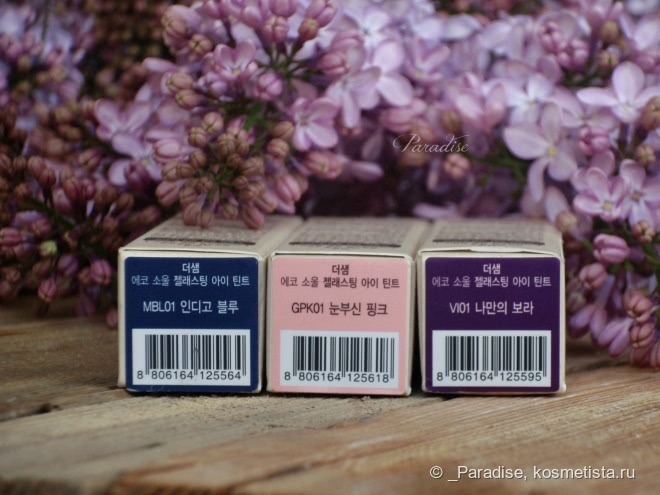 Paradise
더샘
에코 소울 젤래스팅 아이 틴트
MBL01 인디고 블루
8 806164 125564
더샘
에코 소울 젤래스팅 아이 틴트
GPK01 눈부신 핑크
8 806164 125618
더샘
에코 소울 젤래스팅 아이 틴트
VI01 나만의 보라
8 806164 125595
© _Paradise, kosmetista.ru